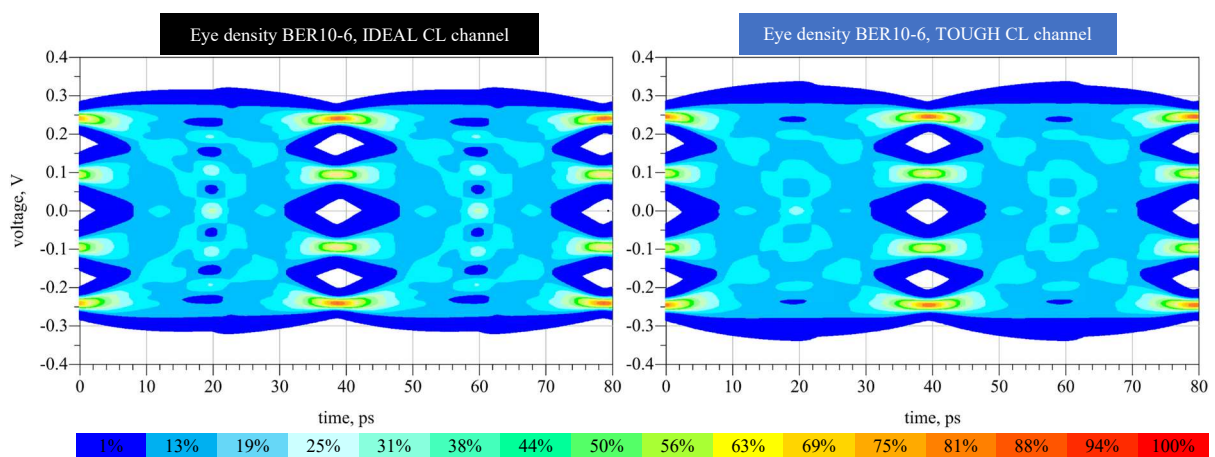 Eye density BER10-6, IDEAL CL channel
Eye density BER10-6, TOUGH CL channel
voltage, V
0.4
0.3
0.2
0.1
0.0
-0.1
-0.2
-0.3
-0.4
0 10 20 30 40 50 60 70 80
time, ps
0.4
0.3
0.2
0.1
0.0
-0.1
-0.2
-0.3
-0.4
0 10 20 30 40 50 60 70 80
time, ps
1% 13% 19% 25% 31% 38% 44% 50% 56% 63% 69% 75% 81% 88% 94% 100%